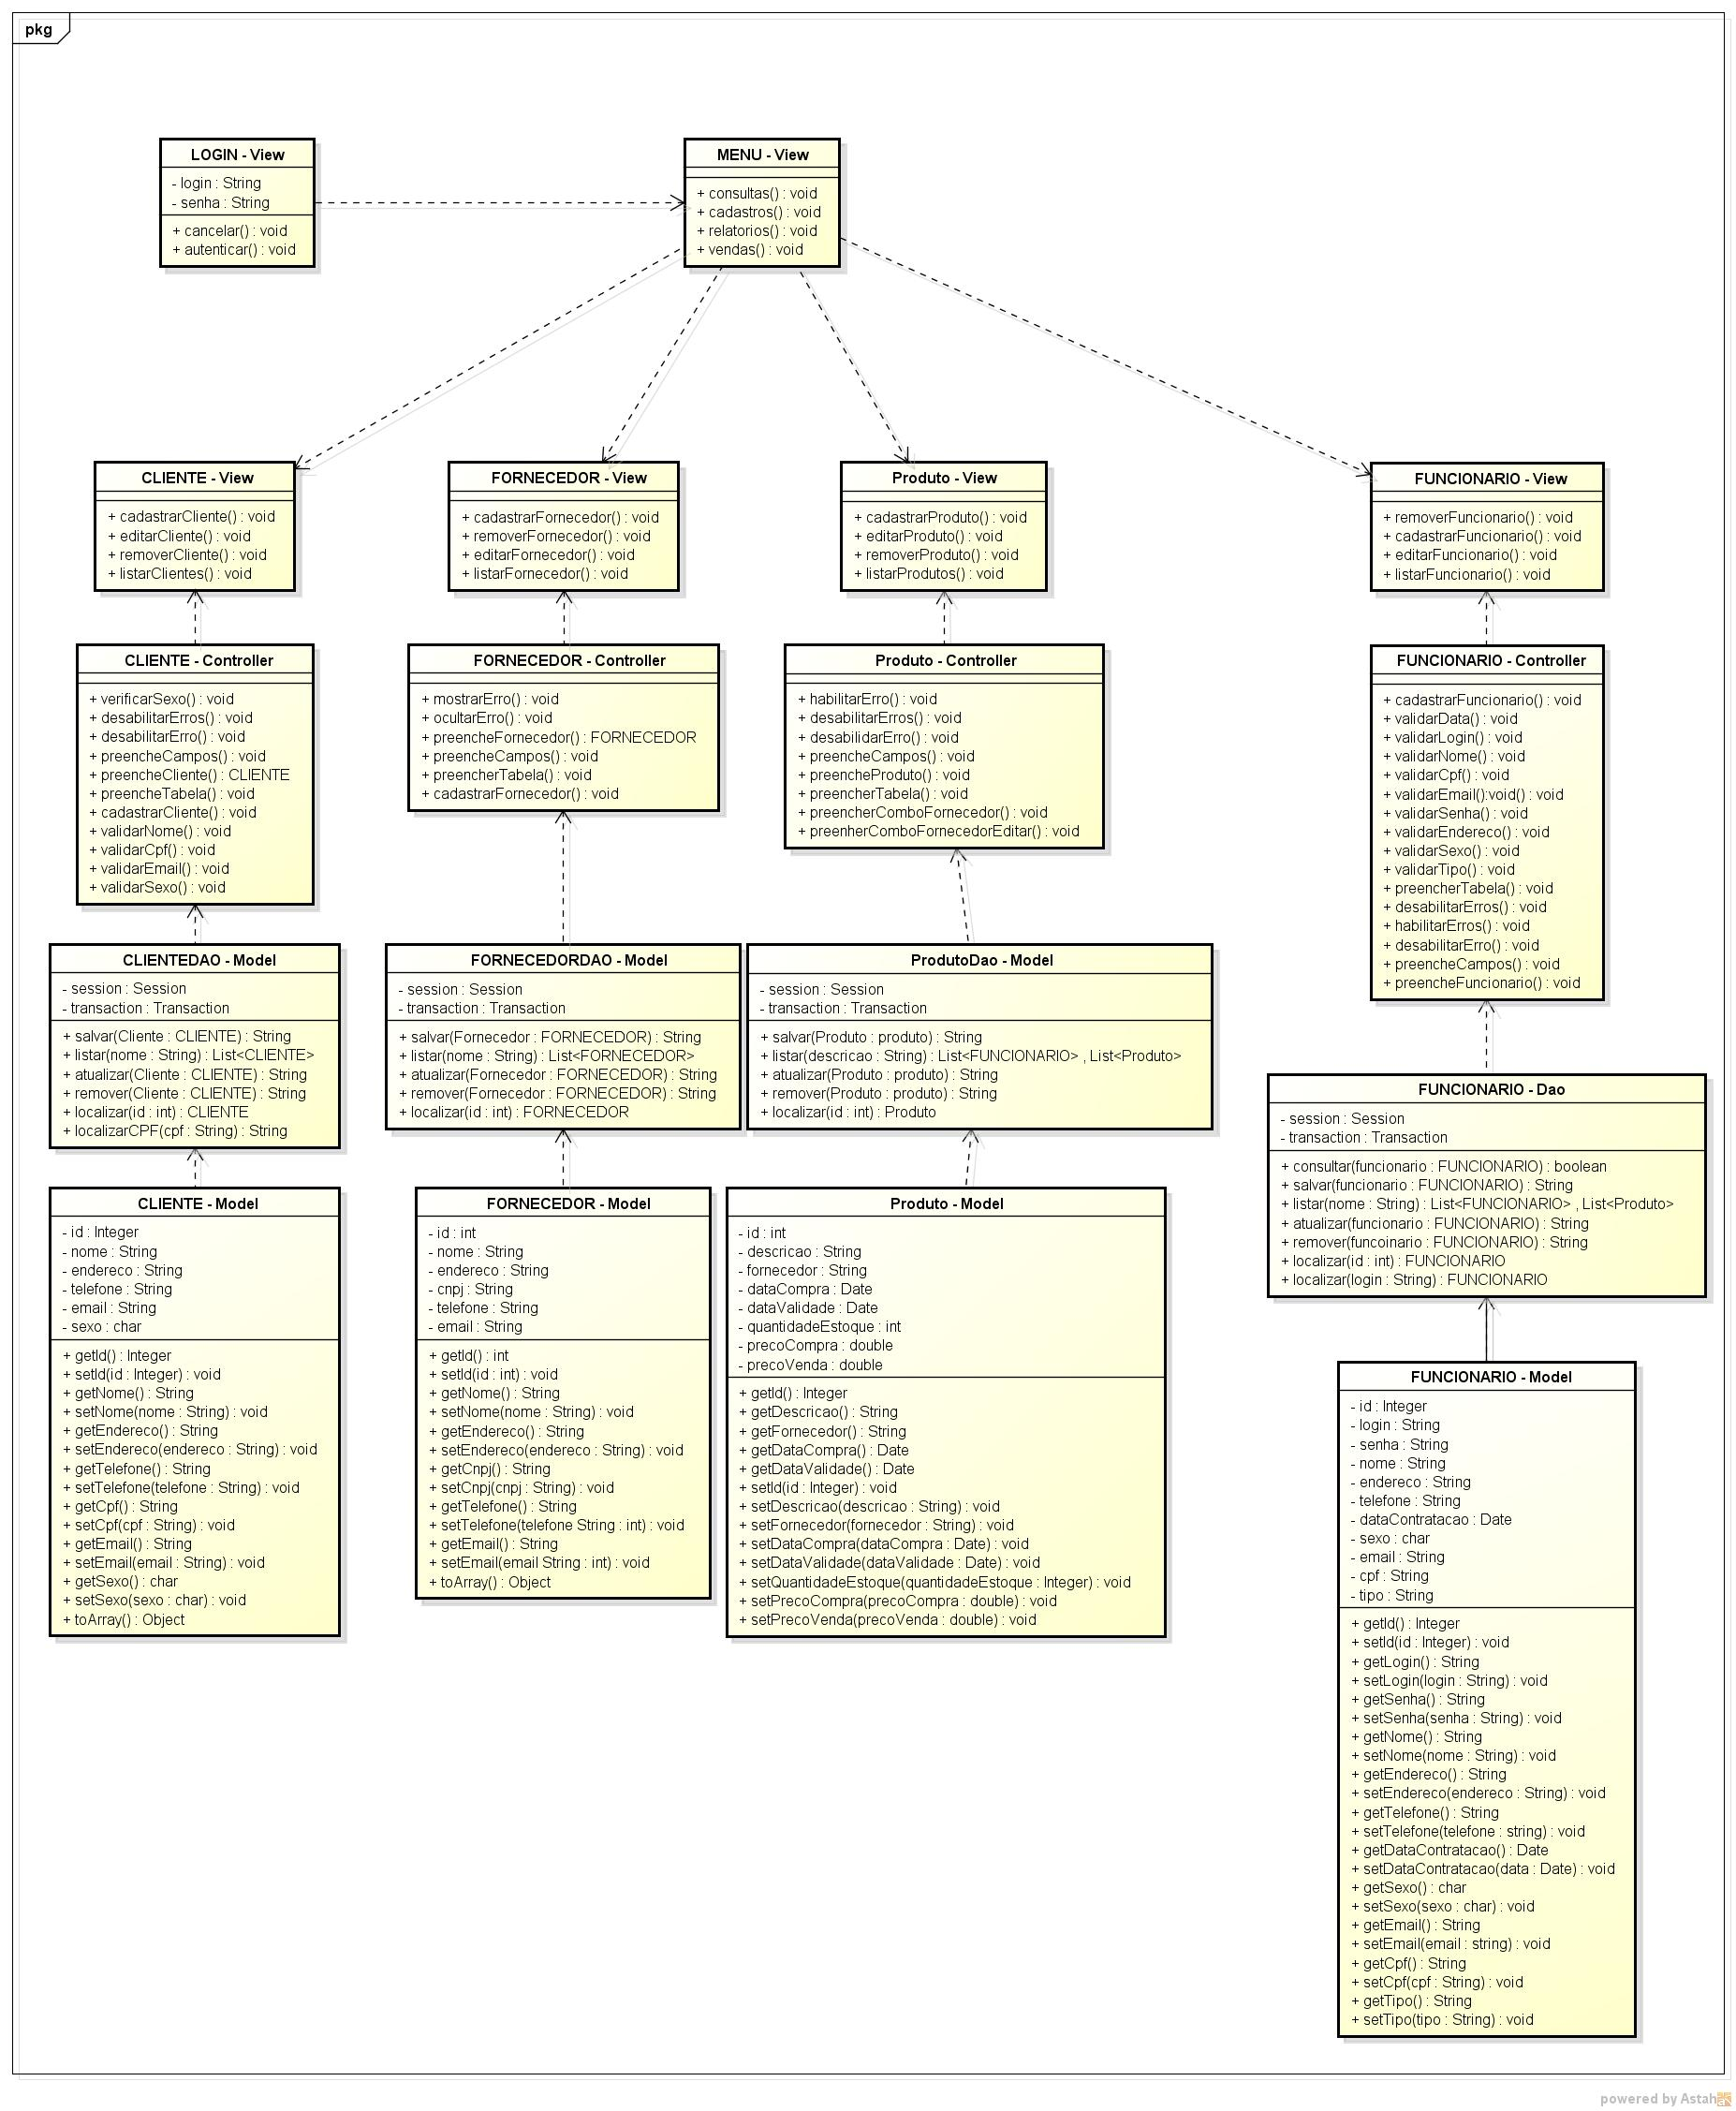 pkg
LOGIN - View
- login : String
- senha : String
+ cancelar() : void
+ autenticar() : void
MENU - View
+ consultas() : void
+ cadastros() : void
+ relatorios() : void
+ vendas() : void
CLIENTE - View
+ cadastrarCliente() : void
+ editarCliente() : void
+ removerCliente() : void
+ listarClientes() : void
FORNECEDOR - View
+ cadastrarFornecedor() : void
+ removerFornecedor() : void
+ editarFornecedor() : void
+ listarFornecedor() : void
Produto - View
+ cadastrarProduto() : void
+ editarProduto() : void
+ removerProduto() : void
+ listarProdutos() : void
FUNCIONARIO - View
+ removerFuncionario() : void
+ cadastrarFuncionario() : void
+ editarFuncionario() : void
+ listarFuncionario() : void
CLIENTE - Controller
+ verificarSexo() : void
+ desabilitarErros() : void
+ desabilitarErro() : void
+ preencheCampos() : void
+ preencheCliente() : CLIENTE
+ preencheTabela() : void
+ cadastrarCliente() : void
+ validarNome() : void
+ validarCpf() : void
+ validarEmail() : void
+ validarSexo() : void
FORNECEDOR - Controller
+ mostrarErro() : void
+ ocultarErro() : void
+ preencheFornecedor() : FORNECEDOR
+ preencheCampos() : void
+ preencherTabela() : void
+ cadastrarFornecedor() : void
Produto - Controller
+ habilitarErro() : void
+ desabilitarErros() : void
+ desabilidarErro() : void
+ preencheCampos() : void
+ preencheProduto() : void
+ preencherTabela() : void
+ preencherComboFornecedor() : void
+ preenherComboFornecedorEditar() : void
FUNCIONARIO - Controller
+ cadastrarFuncionario() : void
+ validarData() : void
+ validarLogin() : void
+ validarNome() : void
+ validarCpf() : void
+ validarEmail():void() : void
+ validarSenha() : void
+ validarEndereco() : void
+ validarSexo() : void
+ validarTipo() : void
+ preencherTabela() : void
+ desabilitarErros() : void
+ habilitarErros() : void
+ desabilitarErro() : void
+ preencheCampos() : void
+ preencheFuncionario() : void
CLIENTEDAO - Model
- session : Session
- transaction : Transaction
+ salvar(Cliente : CLIENTE) : String
+ listar(nome : String) : List<CLIENTE>
+ atualizar(Cliente : CLIENTE) : String
+ remover(Cliente : CLIENTE) : String
+ localizar(id : int) : CLIENTE
+ localizarCPF(cpf : String) : String
FORNECEDORDAO - Model
- session : Session
- transaction : Transaction
+ salvar(Fornecedor : FORNECEDOR) : String
+ listar(nome : String) : List<FORNECEDOR>
+ atualizar(Fornecedor : FORNECEDOR) : String
+ remover(Fornecedor : FORNECEDOR) : String
+ localizar(id : int) : FORNECEDOR
ProdutoDao - Model
- session : Session
- transaction : Transaction
+ salvar(Produto : produto) : String
+ listar(descricao : String) : List<FUNCIONARIO> , List<Produto>
+ atualizar(Produto : produto) : String
+ remover(Produto : produto) : String
+ localizar(id : int) : Produto
FUNCIONARIO - Dao
- session : Session
- transaction : Transaction
+ consultar(funcionario : FUNCIONARIO) : boolean
+ salvar(funcionario : FUNCIONARIO) : String
+ listar(nome : String) : List<FUNCIONARIO> , List<Produto>
+ atualizar(funcionario : FUNCIONARIO) : String
+ remover(funcoinario : FUNCIONARIO) : String
+ localizar(id : int) : FUNCIONARIO
+ localizar(login : String) : FUNCIONARIO
CLIENTE - Model
- id : Integer
- nome : String
- endereco : String
- telefone : String
- email : String
- sexo : char
+ getId() : Integer
+ setId(id : Integer) : void
+ getNome() : String
+ setNome(nome : String) : void
+ getEndereco() : String
+ setEndereco(endereco : String) : void
+ getTelefone() : String
+ setTelefone(telefone : String) : void
+ getCpf() : String
+ setCpf(cpf : String) : void
+ getEmail() : String
+ setEmail(email : String) : void
+ getSexo() : char
+ setSexo(sexo : char) : void
+ toArray() : Object
FORNECEDOR - Model
- id : int
- nome : String
- endereco : String
- cnpj : String
- telefone : String
- email : String
+ getId() : int
+ setId(id : int) : void
+ getNome() : String
+ setNome(nome : String) : void
+ getEndereco() : String
+ setEndereco(endereco : String) : void
+ getCnpj() : String
+ setCnpj(cnpj : String) : void
+ getTelefone() : String
+ setTelefone(telefone String : int) : void
+ getEmail() : String
+ setEmail(email String : int) : void
+ toArray() : Object
Produto - Model
- id : int
- descricao : String
- fornecedor : String
- dataCompra : Date
- dataValidade : Date
- quantidadeEstoque : int
- precoCompra : double
- precoVenda : double
+ getId() : Integer
+ getDescricao() : String
+ getFornecedor() : String
+ getDataCompra() : Date
+ getDataValidade() : Date
+ setId(id : Integer) : void
+ setDescricao(descricao : String) : void
+ setFornecedor(fornecedor : String) : void
+ setDataCompra(dataCompra : Date) : void
+ setDataValidade(dataValidade : Date) : void
+ setQuantidadeEstoque(quantidadeEstoque : Integer) : void
+ setPrecoCompra(precoCompra : double) : void
+ setPrecoVenda(precoVenda : double) : void
FUNCIONARIO - Model
- id : Integer
- login : String
- senha : String
- nome : String
- endereco : String
- telefone : String
- dataContratacao : Date
- sexo : char
- email : String
- cpf : String
- tipo : String
+ getId() : Integer
+ setId(id : Integer) : void
+ getLogin() : String
+ setLogin(login : String) : void
+ getSenha() : String
+ setSenha(senha : String) : void
+ getNome() : String
+ setNome(nome : String) : void
+ getEndereco() : String
+ setEndereco(endereco : String) : void
+ getTelefone() : String
+ setTelefone(telefone : string) : void
+ getDataContratacao() : Date
+ setDataContratacao(data : Date) : void
+ getSexo() : char
+ setSexo(sexo : char) : void
+ getEmail() : String
+ setEmail(email : string) : void
+ getCpf() : String
+ setCpf(cpf : String) : void
+ getTipo() : String
+ setTipo(tipo : String) : void
powered by Astah